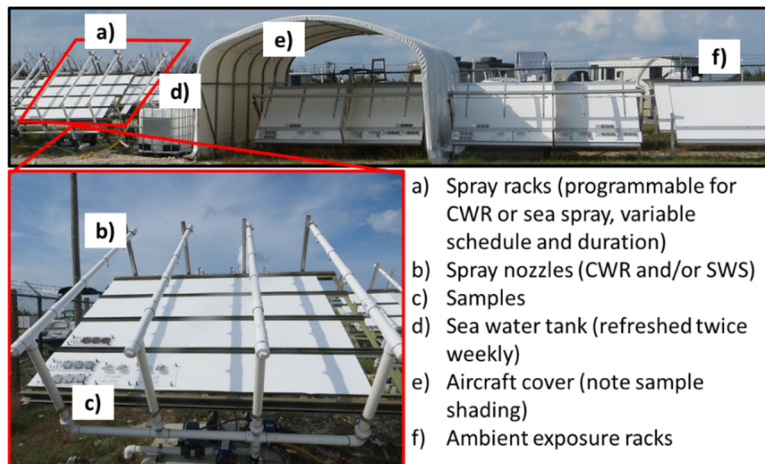 a)
e)
f)
d)
b)
c)
a) Spray racks (programmable for
CWR or sea spray, variable
schedule and duration)
b) Spray nozzles (CWR and/or SWS)
c) Samples
d) Sea water tank (refreshed twice
weekly)
e) Aircraft cover (note sample
shading)
f) Ambient exposure racks